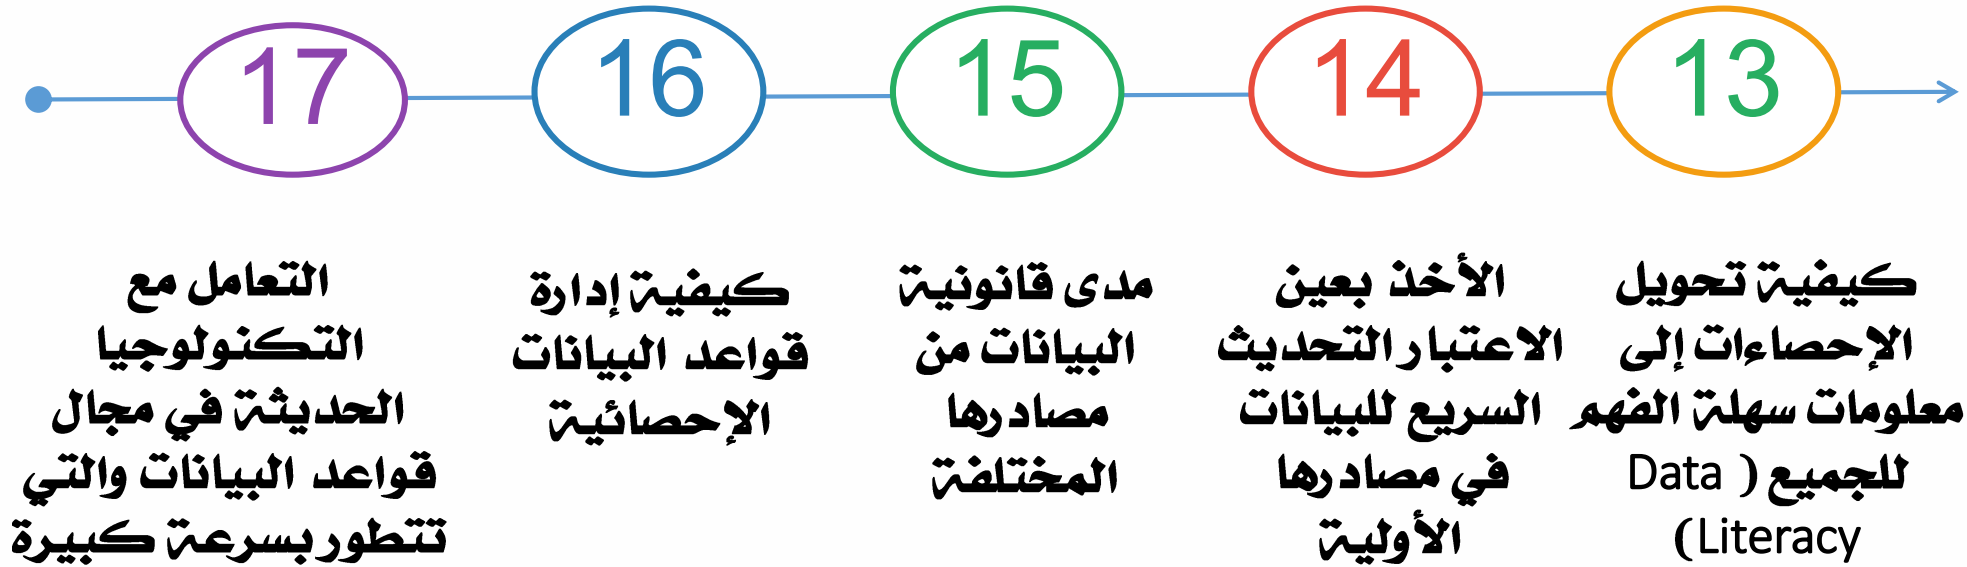 13
كيفية تحويل
الإحصاءات إلى
معلومات سهلة الفهم
للجميع ( Data
Literacy)
14
الأخذ بعين
الاعتبار التحديث
السريع للبيانات
في مصادرها
الأولية
15
مدى قانونية
البيانات من
مصادرها
المختلفة
16
كيفية إدارة
قواعد البيانات
الإحصائية
17
التعامل مع
التكنولوجيا
الحديثة في مجال
قواعد البيانات والتي
تتطور بسرعة كبيرة